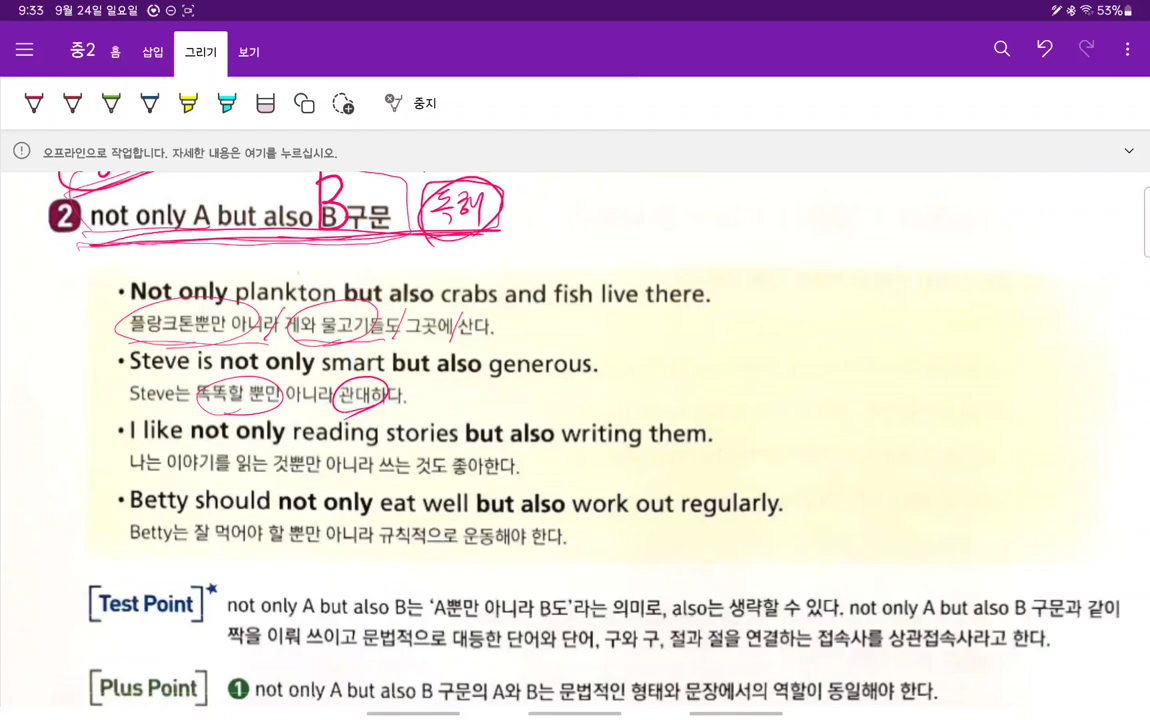 9:33 9월 24일 일요일 53%
중2 홈 삽입 그리기 보기
중지
오프라인으로 작업합니다. 자세한 내용은 여기를 누르십시오.
2 not only A but also B 구문 독해
B
• Not only plankton but also crabs and fish live there.
플랑크톤뿐만 아니라 게와 물고기들도 그곳에 산다.
• Steve is not only smart but also generous.
Steve는 똑똑할 뿐만 아니라 관대하다.
• I like not only reading stories but also writing them.
나는 이야기를 읽는 것뿐만 아니라 쓰는 것도 좋아한다.
• Betty should not only eat well but also work out regularly.
Betty는 잘 먹어야 할 뿐만 아니라 규칙적으로 운동해야 한다.
[Test Point]★ not only A but also B는 ‘A뿐만 아니라 B도’라는 의미로, also는 생략할 수 있다. not only A but also B 구문과 같이
짝을 이뤄 쓰이고 문법적으로 대등한 단어와 단어, 구와 구, 절과 절을 연결하는 접속사를 상관접속사라고 한다.
[Plus Point] 1 not only A but also B 구문의 A와 B는 문법적인 형태와 문장에서의 역할이 동일해야 한다.